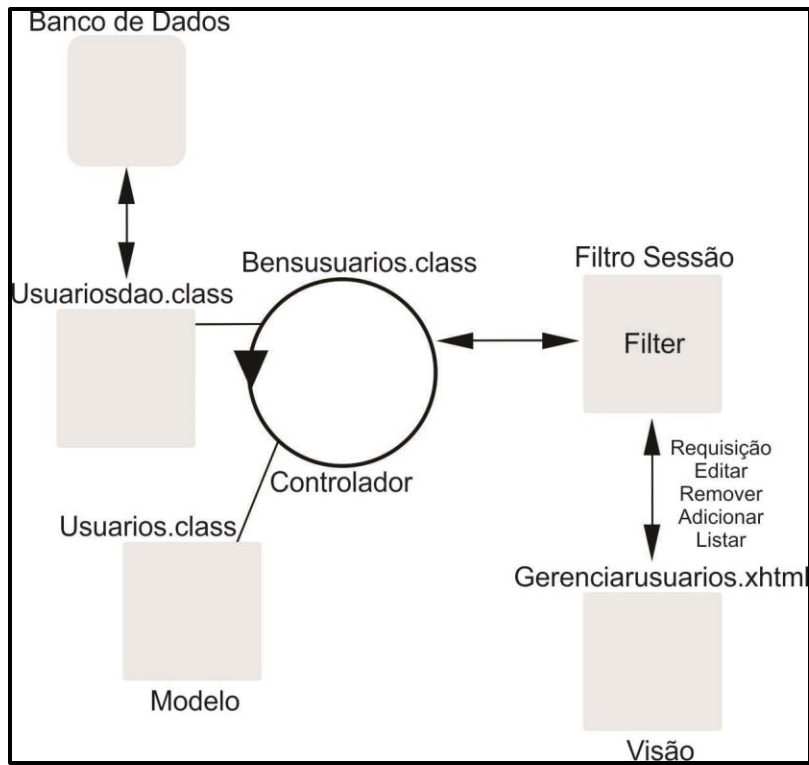 Banco de Dados
Usuariosdao.class
Bensusuarios.class
Controlador
Usuarios.class
Modelo
Filtro Sessão
Filter
Requisição
Editar
Remover
Adicionar
Listar
Gerenciarusuarios.xhtml
Visão